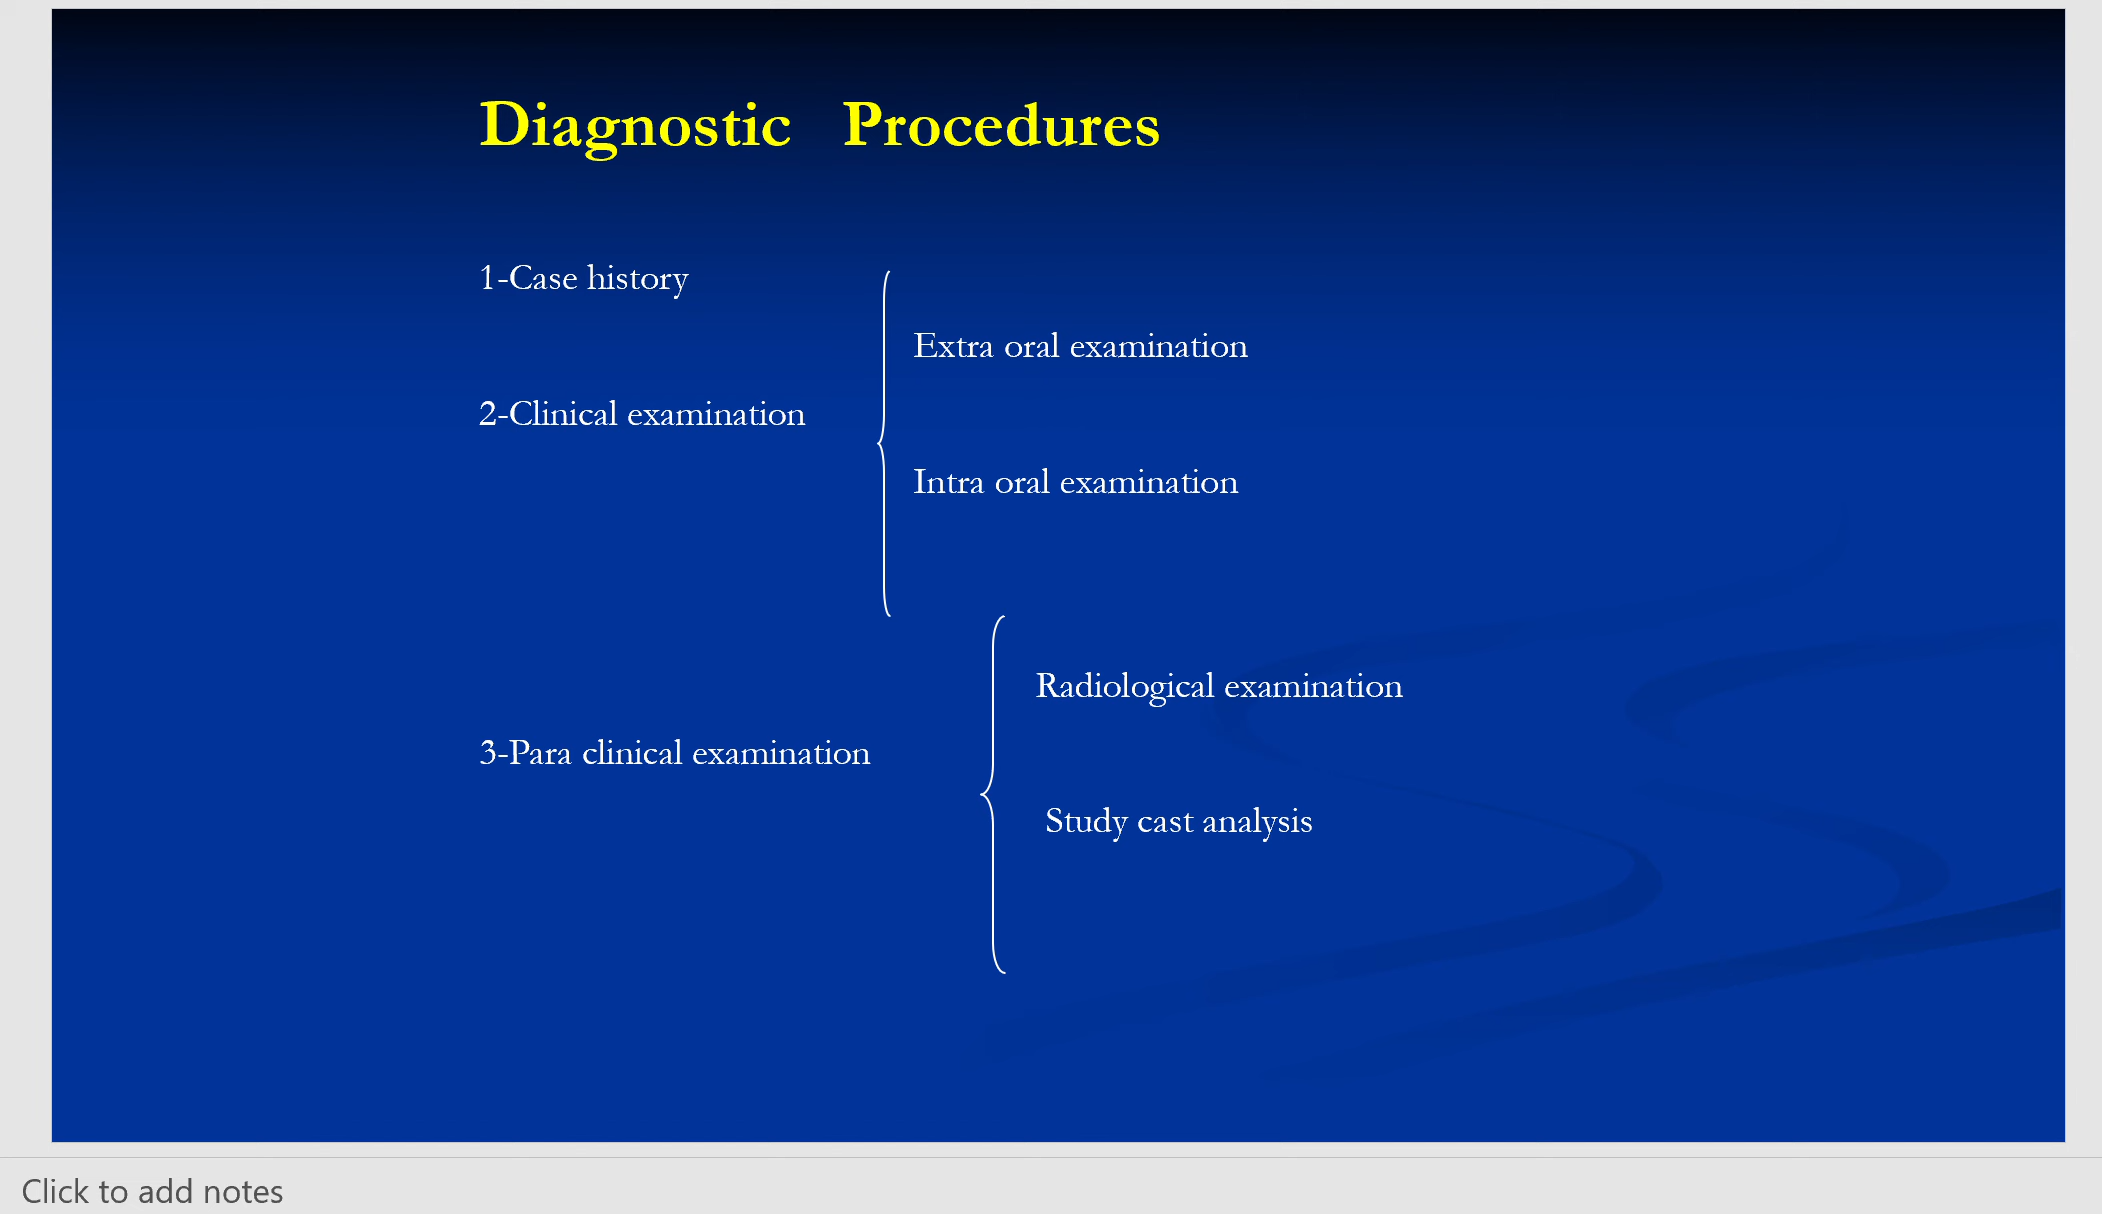 Diagnostic Procedures
1-Case history
Extra oral examination
2-Clinical examination
Intra oral examination
Radiological examination
3-Para clinical examination
Study cast analysis
Click to add notes